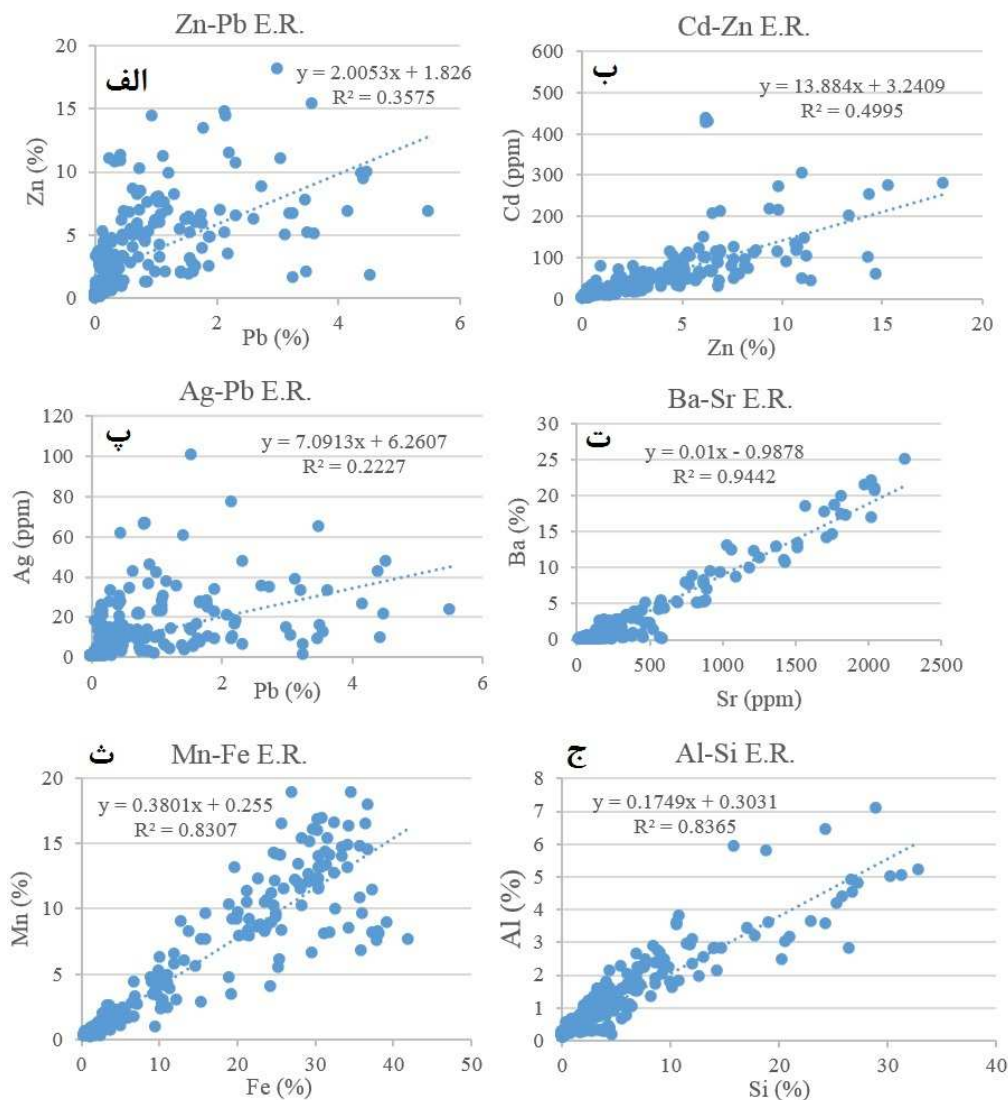 Zn-Pb E.R.
الف
y = 2.0053x + 1.826
R² = 0.3575
Zn (%)
20
15
10
5
0
0 2 4 6
Pb (%)
Cd-Zn E.R.
ب
y = 13.884x + 3.2409
R² = 0.4995
Cd (ppm)
600
500
400
300
200
100
0
0 5 10 15 20
Zn (%)
Ag-Pb E.R.
پ
y = 7.0913x + 6.2607
R² = 0.2227
Ag (ppm)
120
100
80
60
40
20
0
0 2 4 6
Pb (%)
Ba-Sr E.R.
ت
y = 0.01x - 0.9878
R² = 0.9442
Ba (%)
30
25
20
15
10
5
0
0 500 1000 1500 2000 2500
Sr (ppm)
Mn-Fe E.R.
ث
y = 0.3801x + 0.255
R² = 0.8307
Mn (%)
20
15
10
5
0
0 10 20 30 40 50
Fe (%)
Al-Si E.R.
ج
y = 0.1749x + 0.3031
R² = 0.8365
Al (%)
8
7
6
5
4
3
2
1
0
0 10 20 30 40
Si (%)